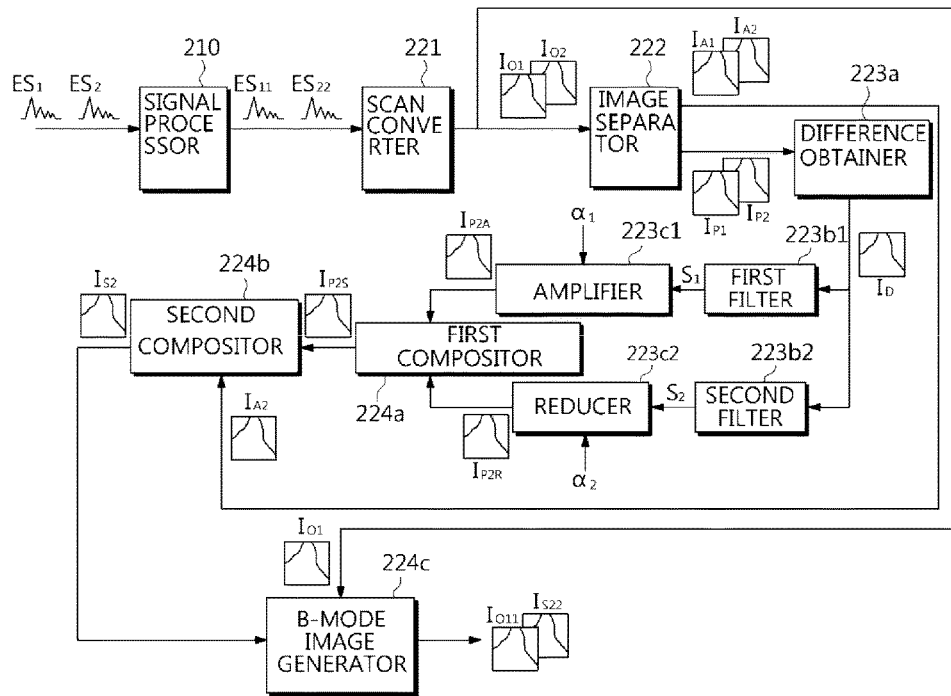 210
221
222
223a
ES1
ES2
SIGNAL
PROCE
SSOR
ES11
ES22
SCAN
CONVE
RTER
IO1
IO2
IMAGE
SEPARA
TOR
IA1
IA2
IP1
IP2
DIFFERENCE
OBTAINER
IP2A
α1
223c1
223b1
AMPLIFIER
S1
FIRST
FILTER
ID
IS2
224b
IP2S
SECOND
COMPOSITOR
FIRST
COMPOSITOR
224a
223c2
223b2
REDUCER
S2
SECOND
FILTER
IA2
IP2R
α2
IO1
224c
B-MODE
IMAGE
GENERATOR
IO11
IS22